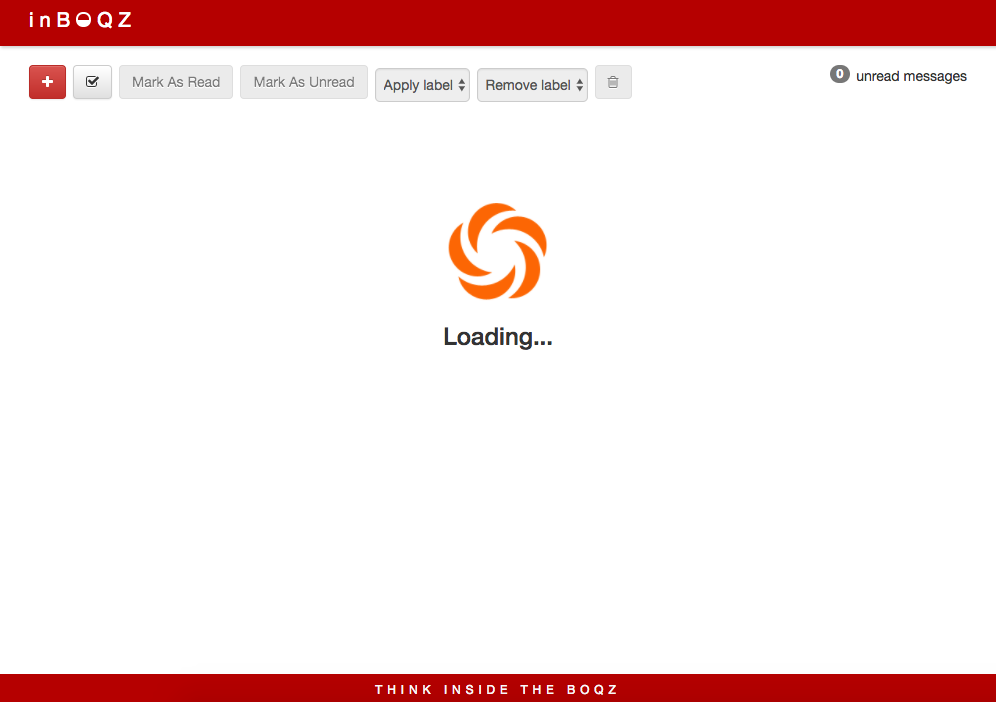 inBOQZ
Mark As Read Mark As Unread Apply label Remove label 0 unread messages
Loading...
THINK INSIDE THE BOQZ